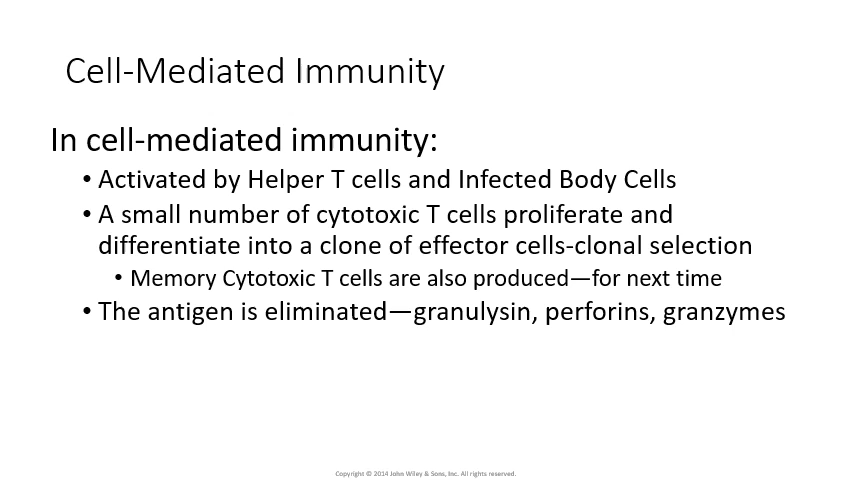 Cell-Mediated Immunity
In cell-mediated immunity:
• Activated by Helper T cells and Infected Body Cells
• A small number of cytotoxic T cells proliferate and
differentiate into a clone of effector cells-clonal selection
• Memory Cytotoxic T cells are also produced—for next time
• The antigen is eliminated—granulysin, perforins, granzymes
Copyright © 2014 John Wiley & Sons, Inc. All rights reserved.